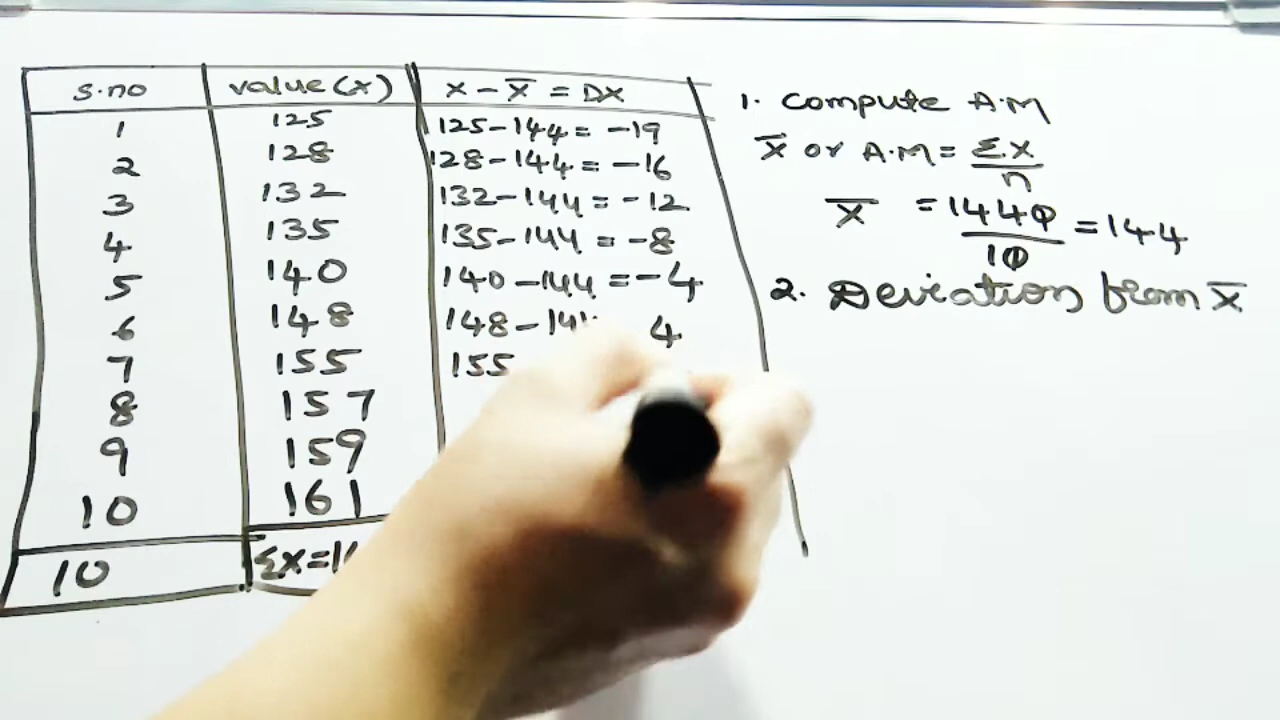 s.no value(x) x - x̅ = DX
1 125 125-144= -19
2 128 128-144= -16
3 132 132-144= -12
4 135 135-144 = -8
5 140 140-144 = -4
6 148 148- 4
7 155 155
8 157
9 159
10 161
10 Σx=1
1. Compute A.M
x̅ or A.M = Σx/n
x̅ = 1440/10 = 144
2. Deviation from x̅